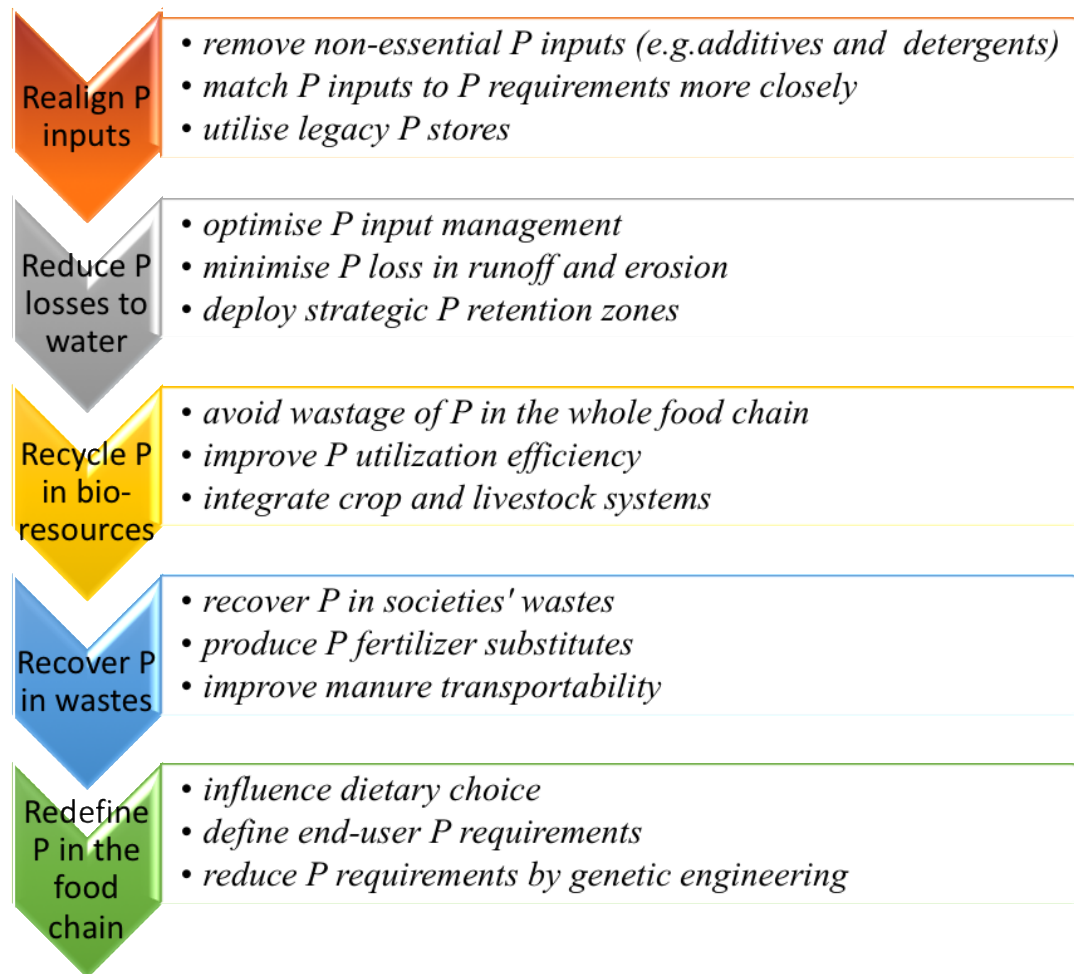 Realign P
inputs
• remove non-essential P inputs (e.g.additives and detergents)
• match P inputs to P requirements more closely
• utilise legacy P stores
Reduce P
losses to
water
• optimise P input management
• minimise P loss in runoff and erosion
• deploy strategic P retention zones
Recycle P
in bio-
resources
• avoid wastage of P in the whole food chain
• improve P utilization efficiency
• integrate crop and livestock systems
Recover P
in wastes
• recover P in societies' wastes
• produce P fertilizer substitutes
• improve manure transportability
Redefine
P in the
food
chain
• influence dietary choice
• define end-user P requirements
• reduce P requirements by genetic engineering